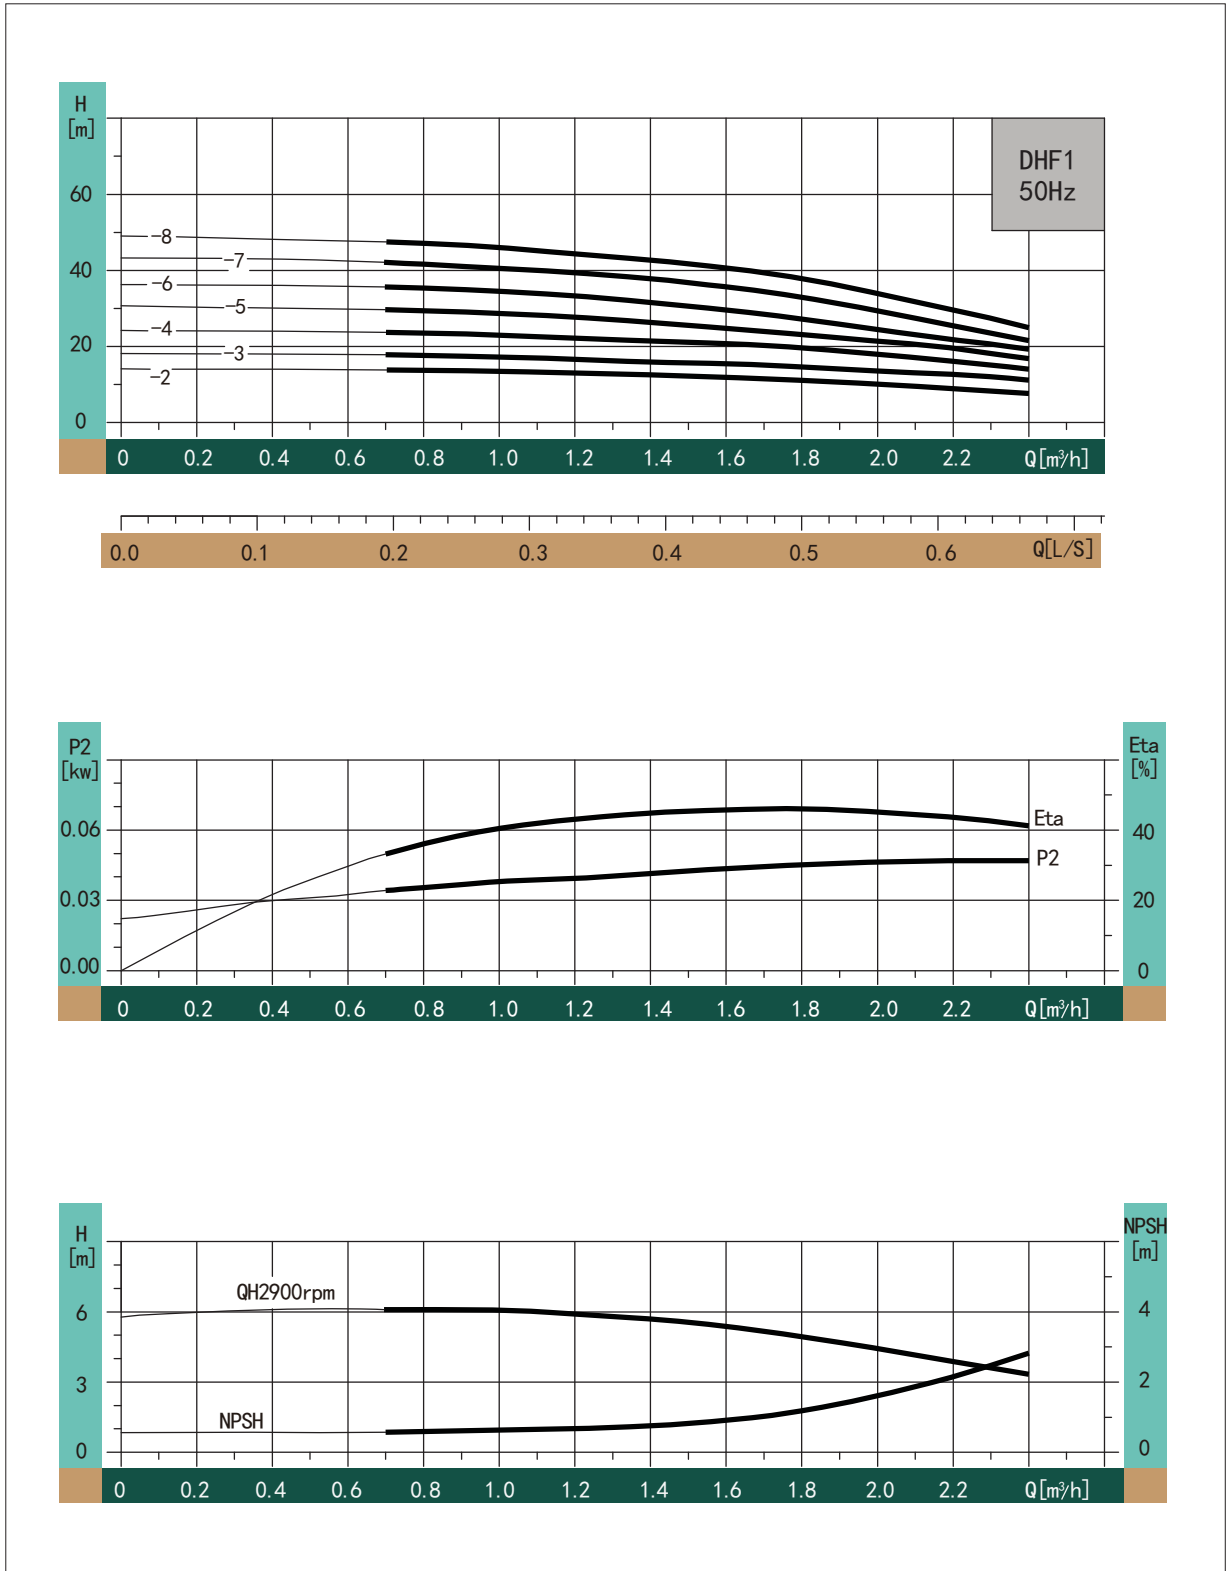 H
[m]
DHF1
50Hz
60
40
20
0
-8
-7
-6
-5
-4
-3
-2
0 0.2 0.4 0.6 0.8 1.0 1.2 1.4 1.6 1.8 2.0 2.2 Q[m³/h]
0.0 0.1 0.2 0.3 0.4 0.5 0.6 Q[L/S]
P2
[kw]
Eta
[%]
0.06
0.03
0.00
Eta
P2
40
20
0
0 0.2 0.4 0.6 0.8 1.0 1.2 1.4 1.6 1.8 2.0 2.2 Q[m³/h]
H
[m]
NPSH
[m]
QH2900rpm
6
3
0
NPSH
4
2
0
0 0.2 0.4 0.6 0.8 1.0 1.2 1.4 1.6 1.8 2.0 2.2 Q[m³/h]